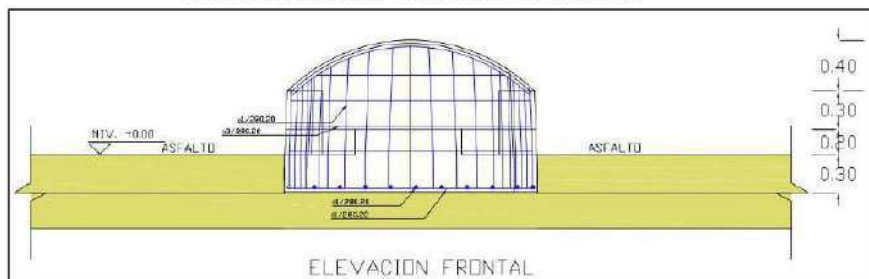 0.40
0.30
NIV. +0.00
0.20
ASFALTO
ASFALTO
0.30
ELEVACION FRONTAL